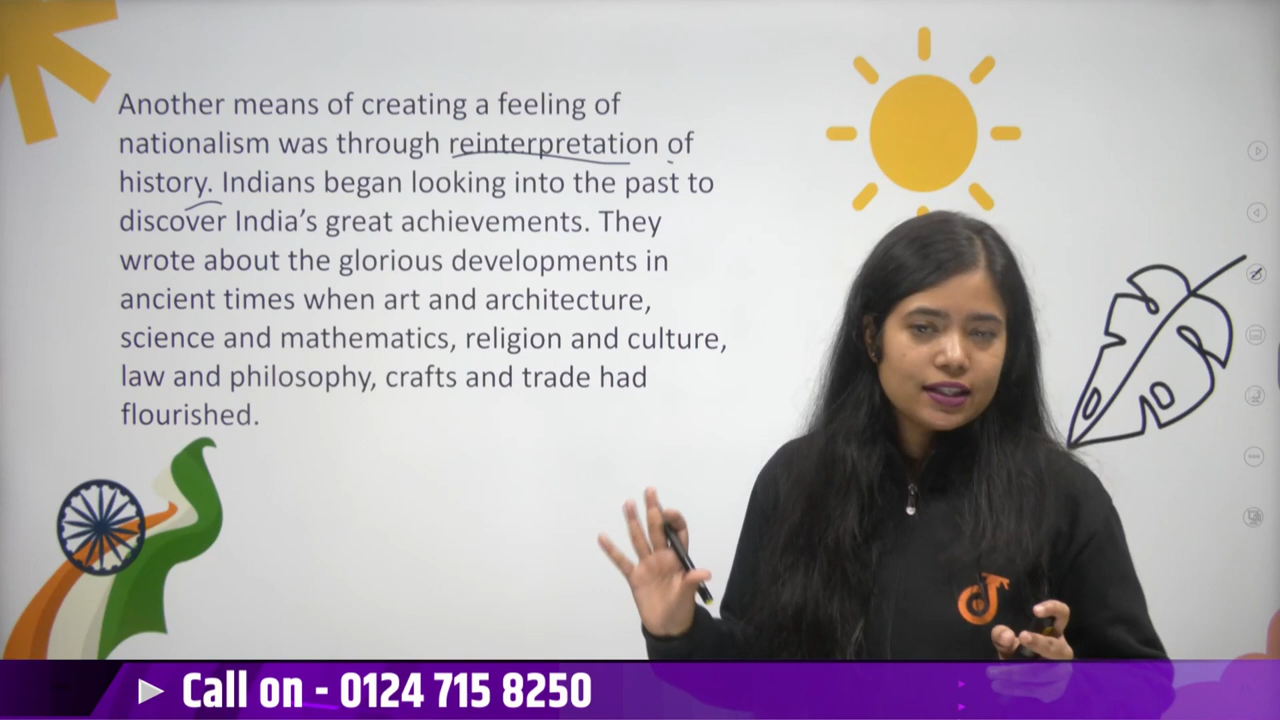 Another means of creating a feeling of
nationalism was through reinterpretation of
history. Indians began looking into the past to
discover India’s great achievements. They
wrote about the glorious developments in
ancient times when art and architecture,
science and mathematics, religion and culture,
law and philosophy, crafts and trade had
flourished.
Call on - 0124 715 8250